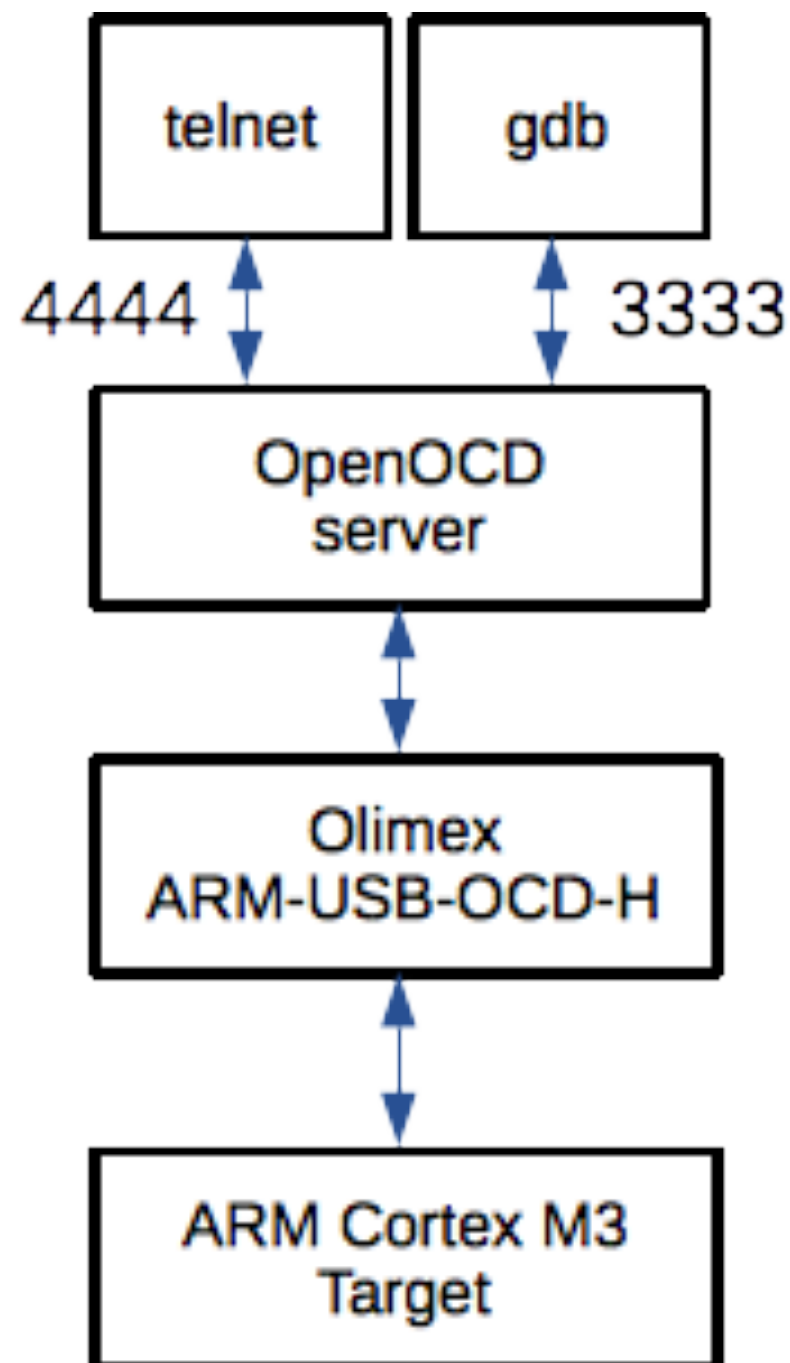 telnet
gdb
4444
3333
OpenOCD
server
Olimex
ARM-USB-OCD-H
ARM Cortex M3
Target